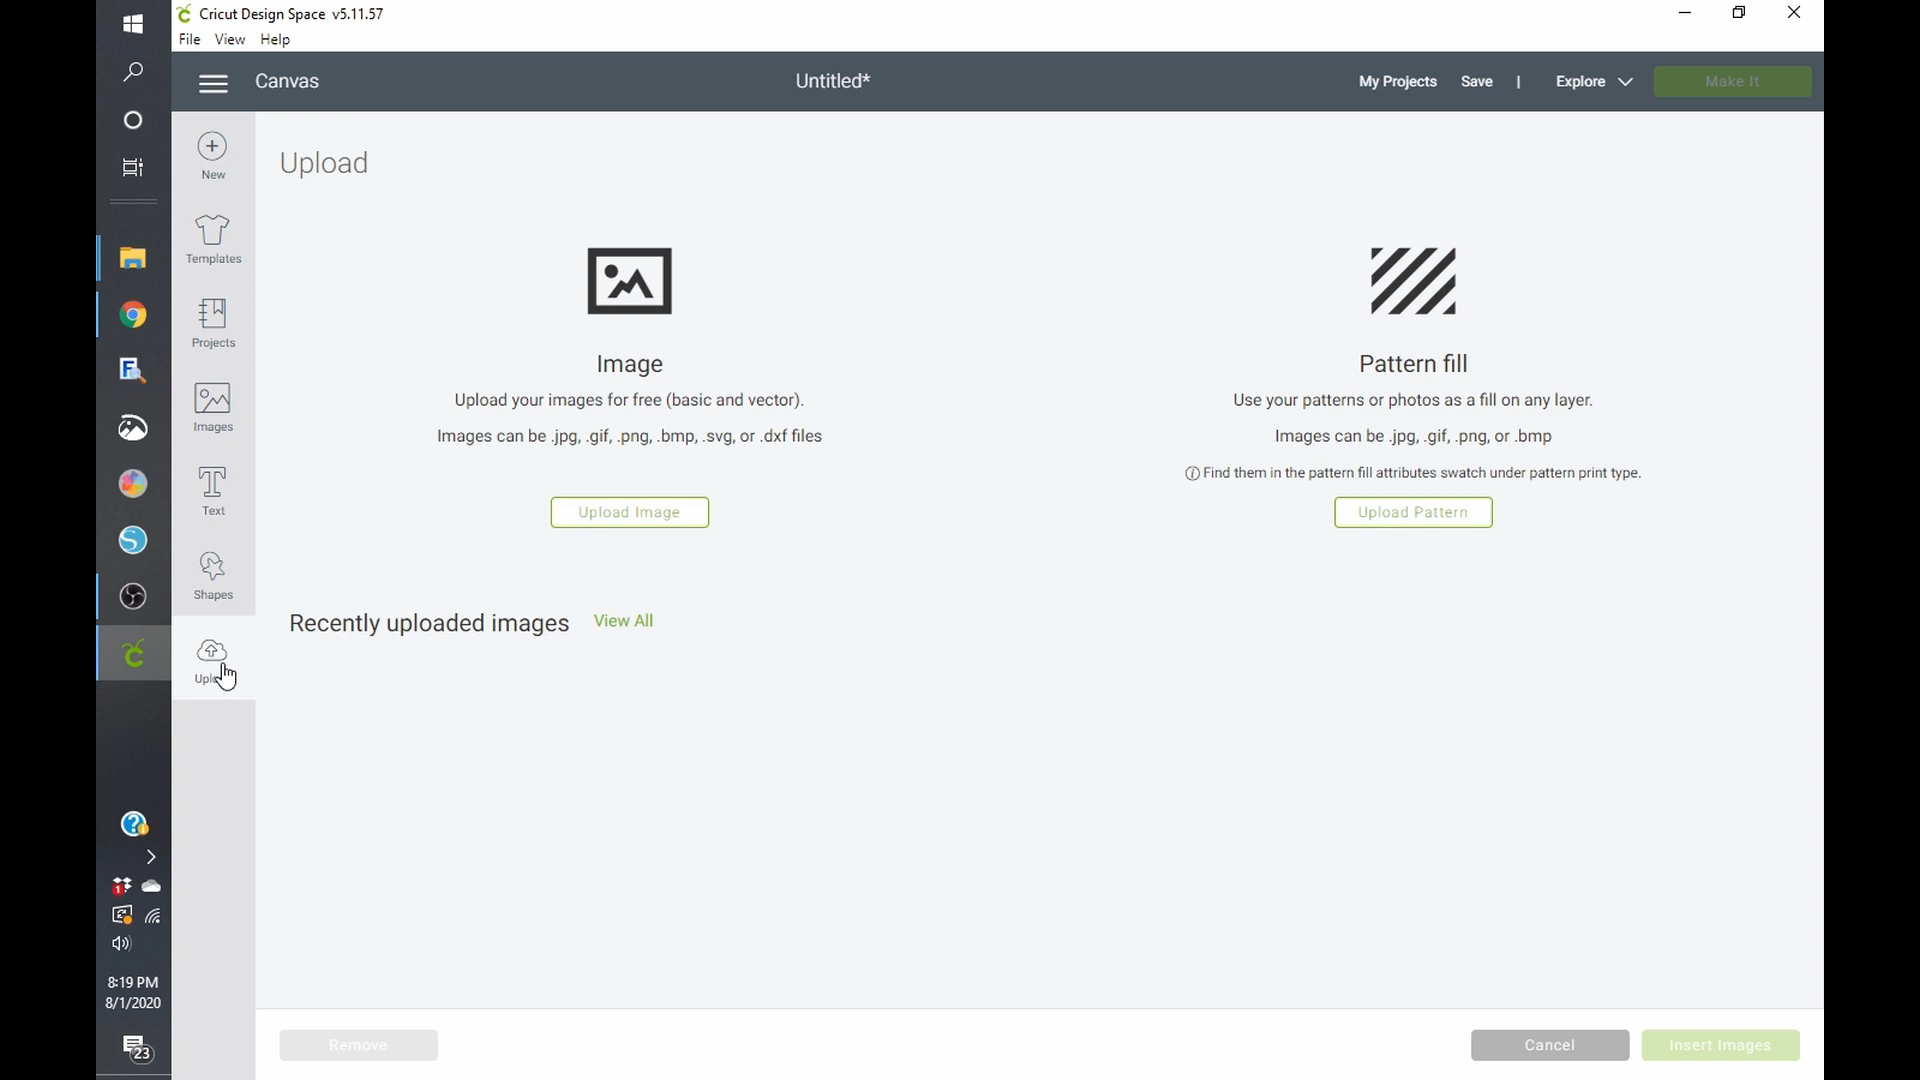 Cricut Design Space v5.11.57
File View Help
Canvas
Untitled*
My Projects Save | Explore Make It
New
Templates
Projects
Images
Text
Shapes
Upload
Image
Upload your images for free (basic and vector).
Images can be .jpg, .gif, .png, .bmp, .svg, or .dxf files
Upload Image
Pattern fill
Use your patterns or photos as a fill on any layer.
Images can be .jpg, .gif, .png, or .bmp
Find them in the pattern fill attributes swatch under pattern print type.
Upload Pattern
Recently uploaded images View All
Remove
Cancel
Insert Images
1
8:19 PM
8/1/2020
23